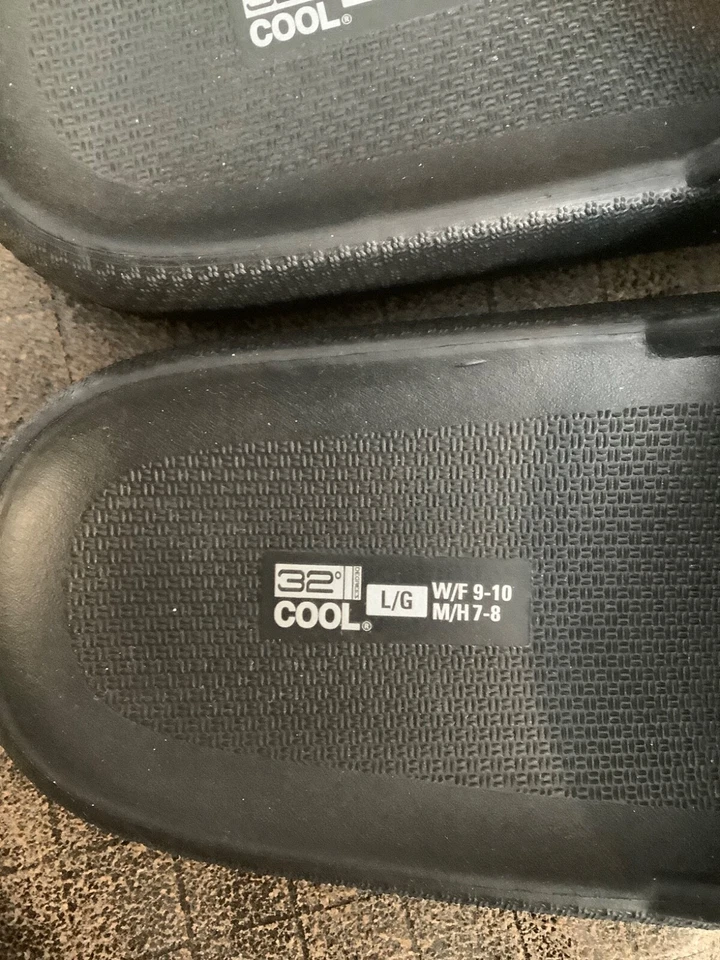 COOL®
32° DEGREES
COOL®
L/G
W/F 9-10
M/H 7-8